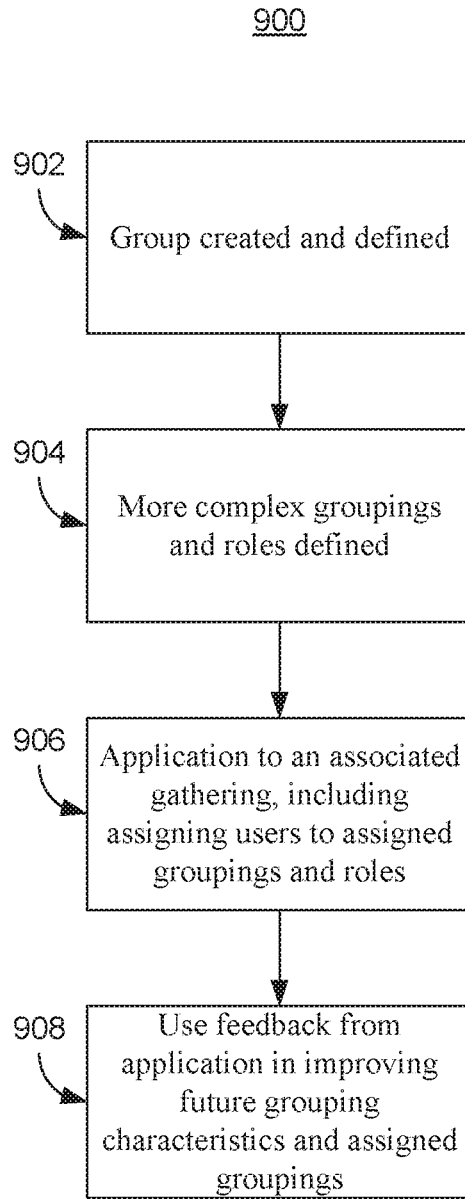 900
902
Group created and defined
904
More complex groupings
and roles defined
906
Application to an associated
gathering, including
assigning users to assigned
groupings and roles
908
Use feedback from
application in improving
future grouping
characteristics and assigned
groupings